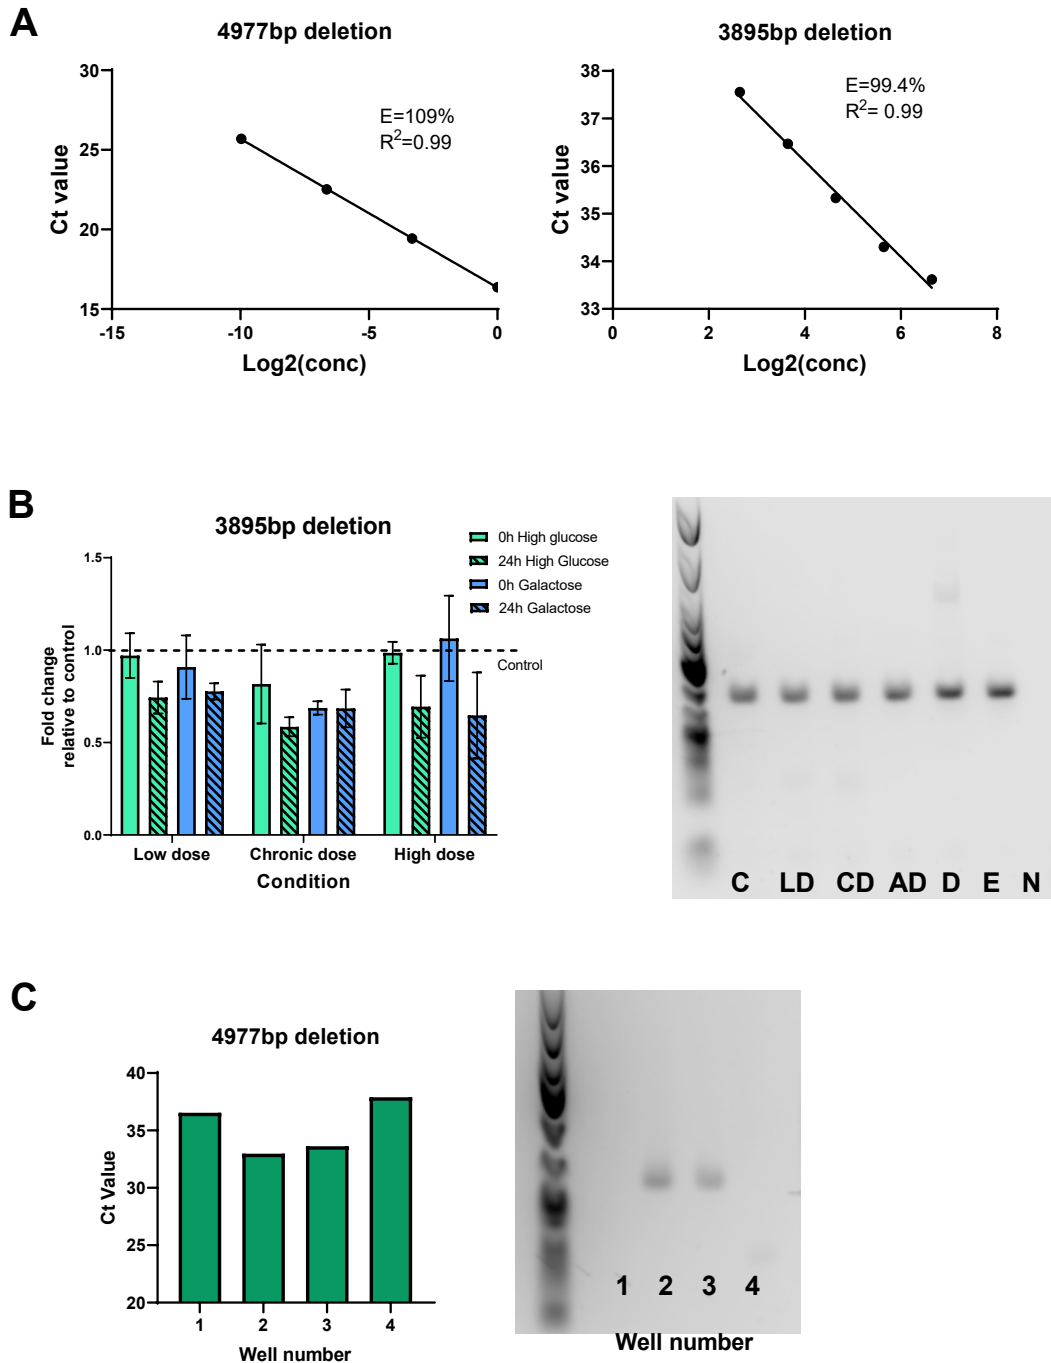 A
4977bp deletion
30
25
20
15
Ct value
E=109%
R2=0.99
-15
-10
-5
0
Log2(conc)
3895bp deletion
38
37
36
35
34
33
Ct value
E=99.4%
R2= 0.99
0
2
4
6
8
Log2(conc)
B
3895bp deletion
1.5
1.0
0.5
0.0
Fold change
relative to control
0h High glucose
24h High Glucose
0h Galactose
24h Galactose
Control
Low dose
Chronic dose
High dose
Condition
C LD CD AD D E N
C
4977bp deletion
40
35
30
25
20
Ct Value
1
2
3
4
Well number
1 2 3 4
Well number